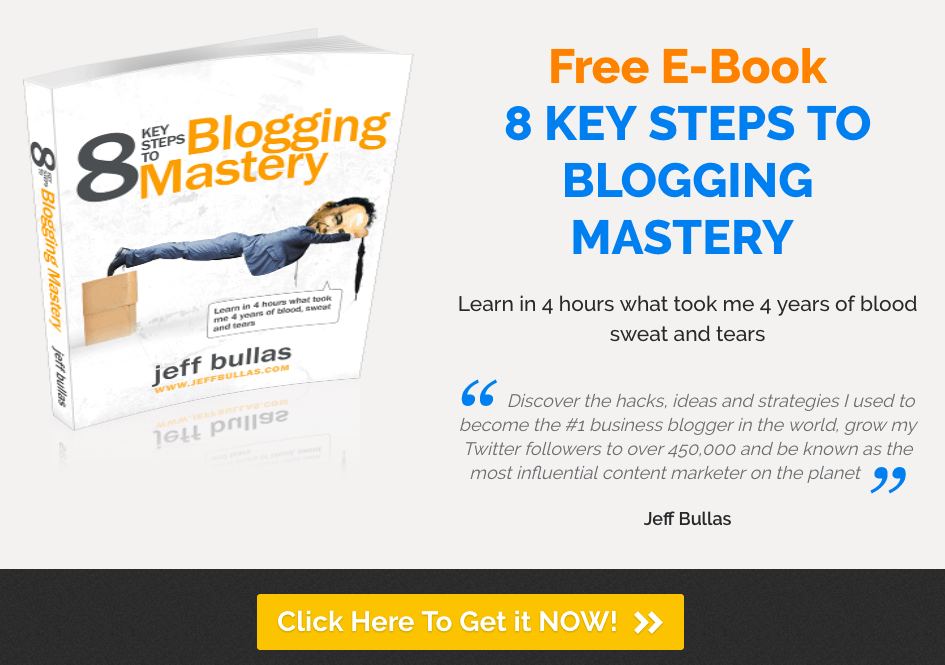 8 KEY STEPS TO Blogging Mastery
8 KEY STEPS TO Blogging
Mastery
Learn in 4 hours what took
me 4 years of blood, sweat
and tears
jeff bullas
WWW.JEFFBULLAS.COM
jeff bullas
Free E-Book
8 KEY STEPS TO
BLOGGING
MASTERY
Learn in 4 hours what took me 4 years of blood
sweat and tears
“ Discover the hacks, ideas and strategies I used to
become the #1 business blogger in the world, grow my
Twitter followers to over 450,000 and be known as the
most influential content marketer on the planet ”
Jeff Bullas
Click Here To Get it NOW! »